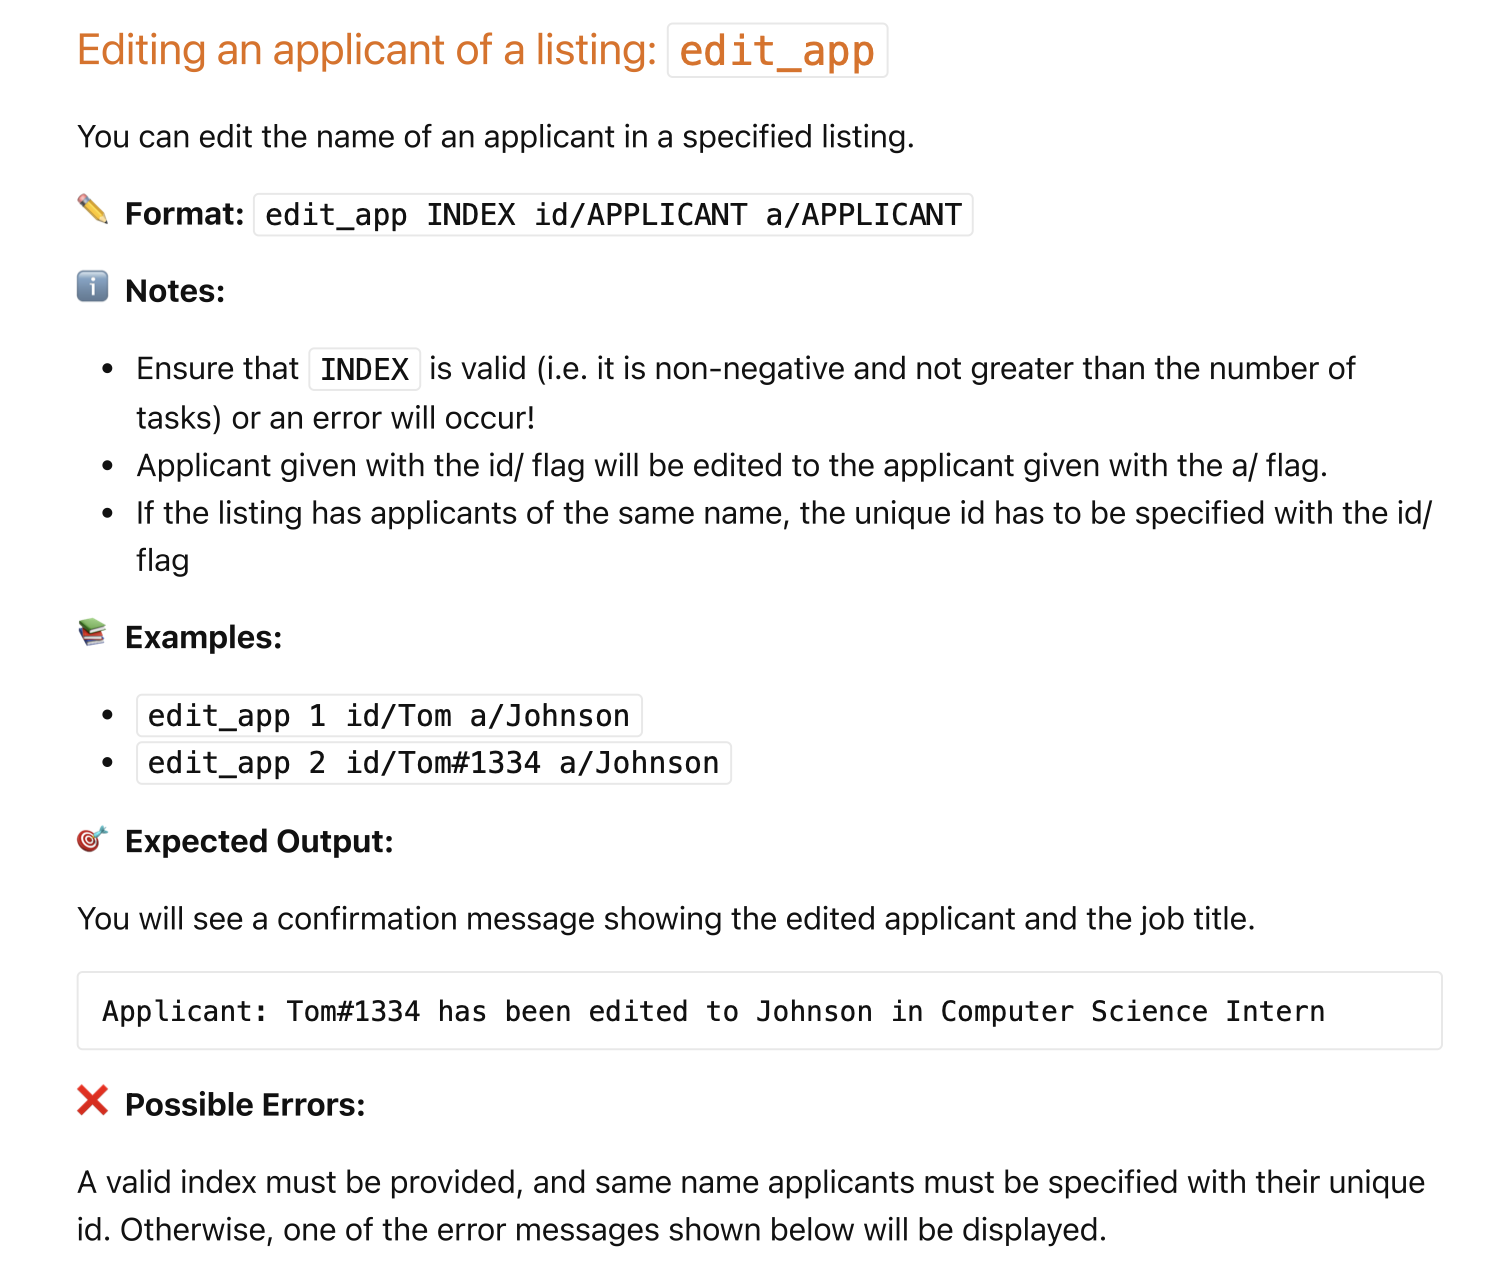 Editing an applicant of a listing: edit_app
You can edit the name of an applicant in a specified listing.
Format: edit_app INDEX id/APPLICANT a/APPLICANT
Notes:
• Ensure that INDEX is valid (i.e. it is non-negative and not greater than the number of
tasks) or an error will occur!
• Applicant given with the id/ flag will be edited to the applicant given with the a/ flag.
• If the listing has applicants of the same name, the unique id has to be specified with the id/
flag
Examples:
• edit_app 1 id/Tom a/Johnson
• edit_app 2 id/Tom#1334 a/Johnson
Expected Output:
You will see a confirmation message showing the edited applicant and the job title.
Applicant: Tom#1334 has been edited to Johnson in Computer Science Intern
Possible Errors:
A valid index must be provided, and same name applicants must be specified with their unique
id. Otherwise, one of the error messages shown below will be displayed.